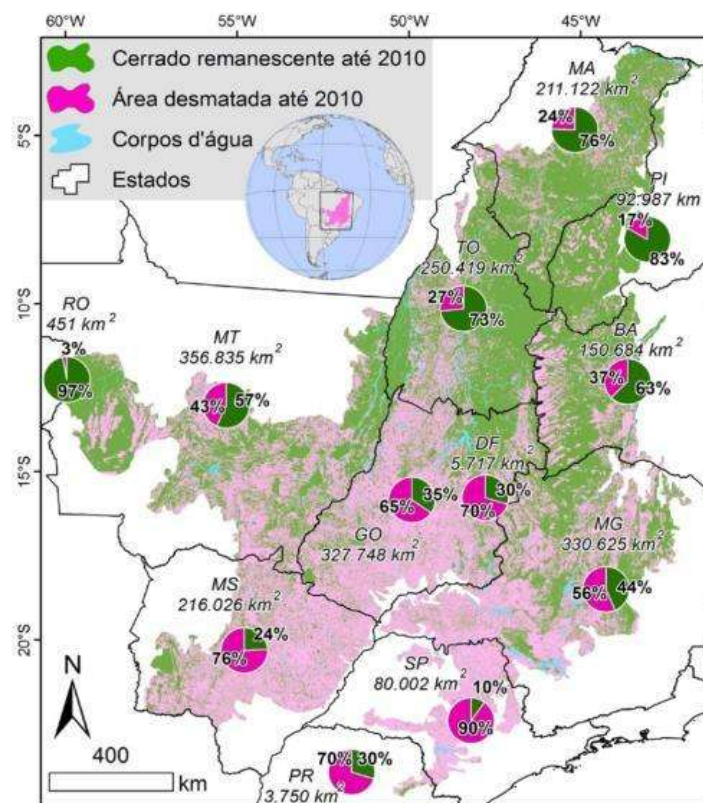 60°W
55°W
50°W
45°W
Cerrado remanescente até 2010
Área desmatada até 2010
Corpos d'água
Estados
MA
211.122 km²
24%
76%
5°S
PI
92.987 km
17%
83%
TO
250.419 km²
27%
73%
10°S
RO
451 km²
3%
97%
MT
356.835 km²
43%
57%
BA
150.684 km²
37%
63%
15°S
DF
5.717 km²
30%
70%
65%
35%
GO
327.748 km²
MG
330.625 km²
56%
44%
MS
216.026 km²
24%
76%
20°S
SP
80.002 km²
10%
90%
N
400
km
70%
30%
PR
3.750 km²